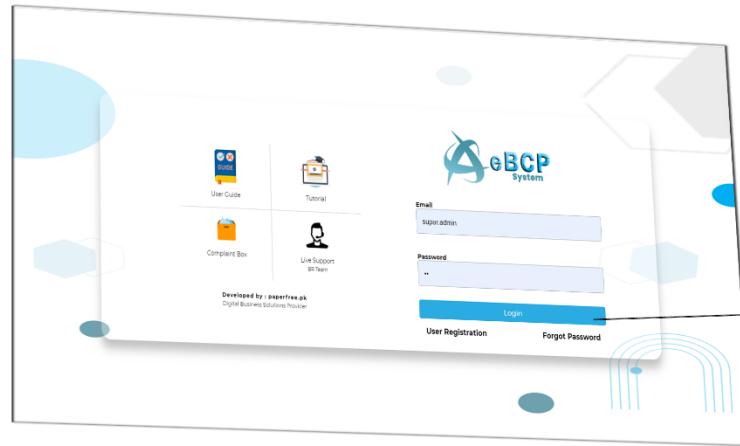 GUIDE
User Guide
Tutorial
Complaint Box
Live Support
BR Team
Developed by : paperfree.pk
Digital Business Solutions Provider
eBCP
System
Email
super.admin
Password
••
Login
User Registration
Forgot Password